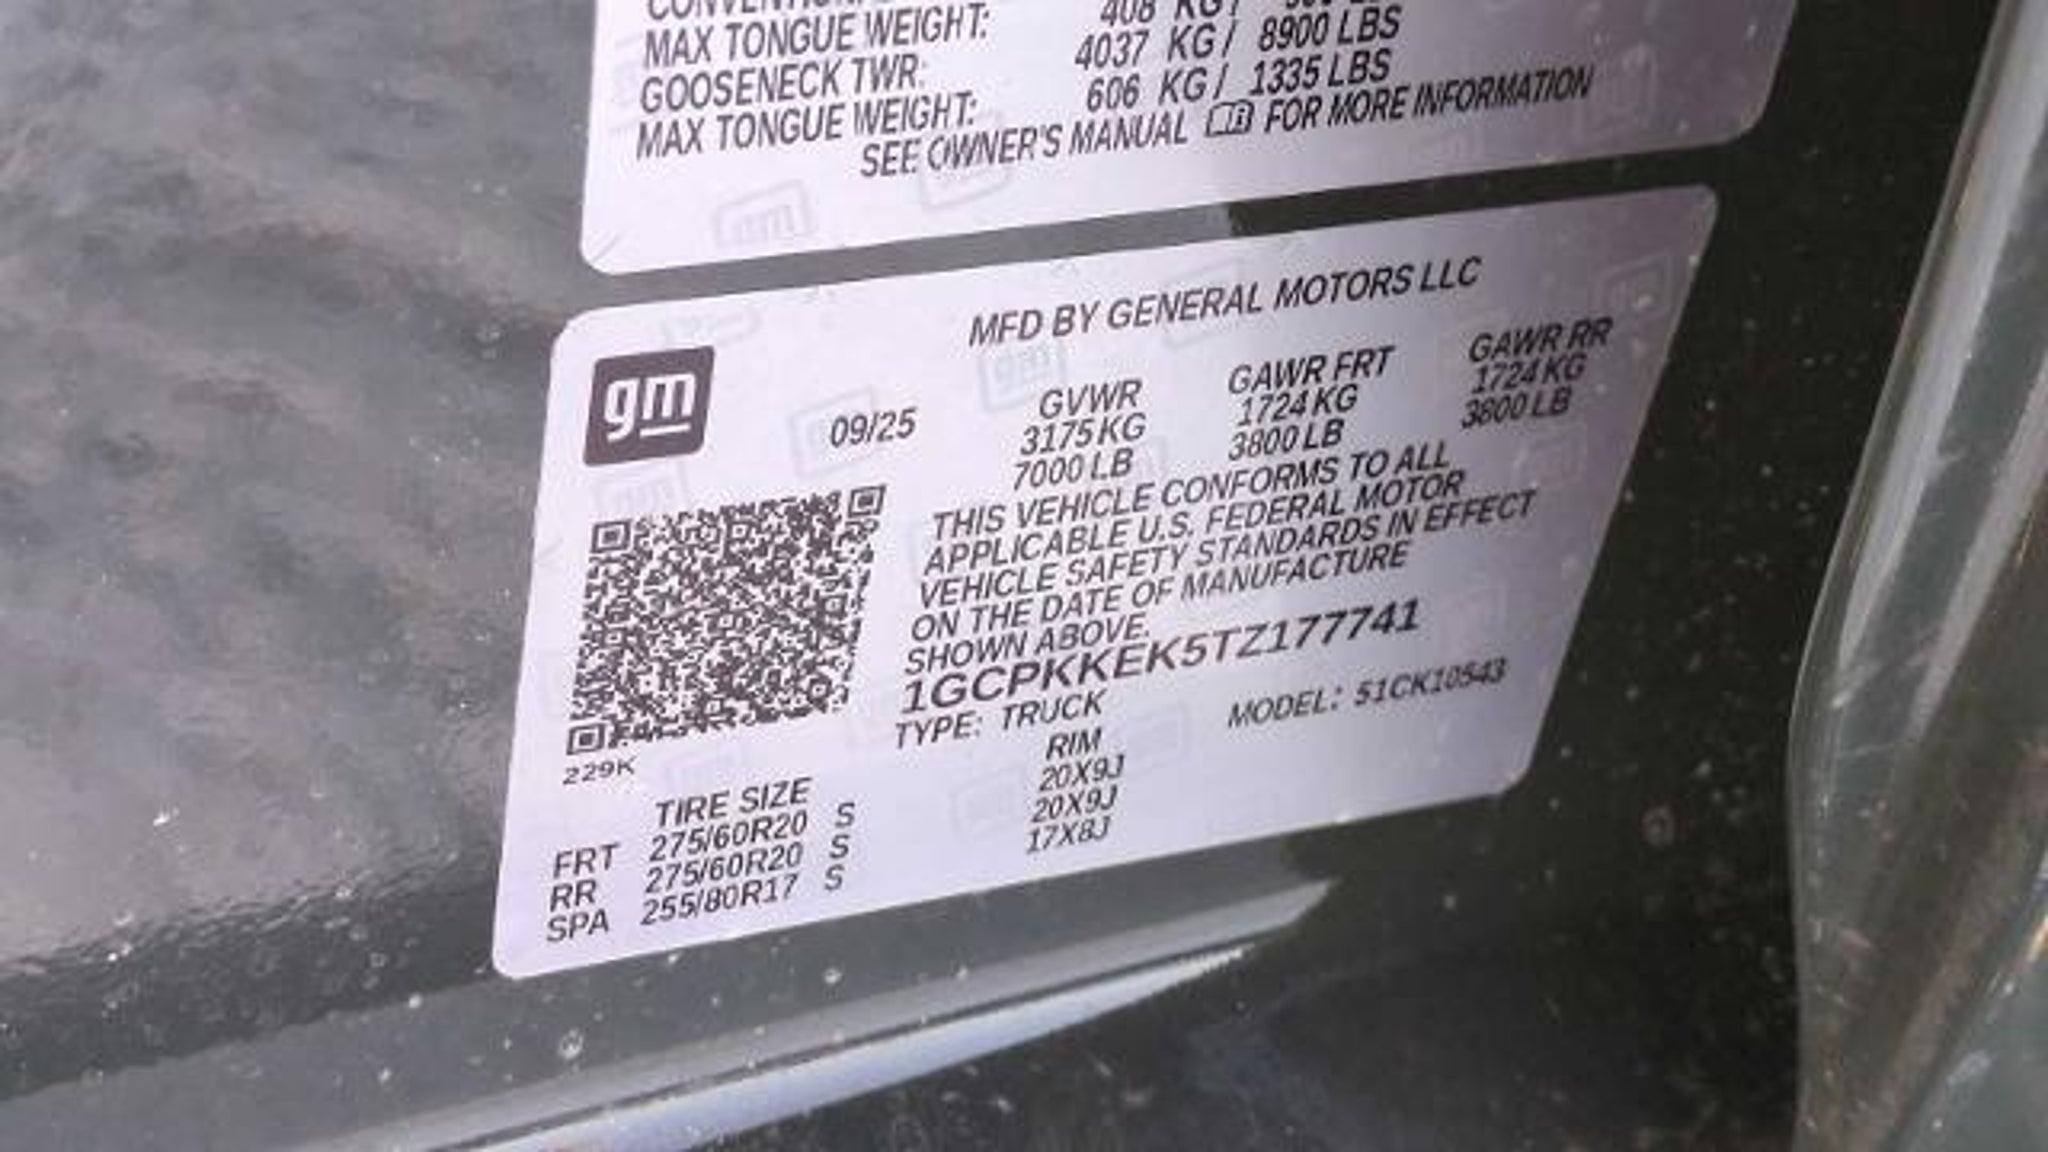 MAX TONGUE WEIGHT: 408 KG /
GOOSENECK TWR: 4037 KG / 8900 LBS
MAX TONGUE WEIGHT: 606 KG / 1335 LBS
SEE OWNER'S MANUAL FOR MORE INFORMATION
MFD BY GENERAL MOTORS LLC
gm
09/25
GVWR GAWR FRT GAWR RR
3175 KG 1724 KG 1724 KG
7000 LB 3800 LB 3800 LB
THIS VEHICLE CONFORMS TO ALL
APPLICABLE U.S. FEDERAL MOTOR
VEHICLE SAFETY STANDARDS IN EFFECT
ON THE DATE OF MANUFACTURE
SHOWN ABOVE.
1GCPKKEK5TZ177741
TYPE: TRUCK MODEL: 51CK10543
229K
TIRE SIZE RIM
FRT 275/60R20 S 20X9J
RR 275/60R20 S 20X9J
SPA 255/80R17 S 17X8J